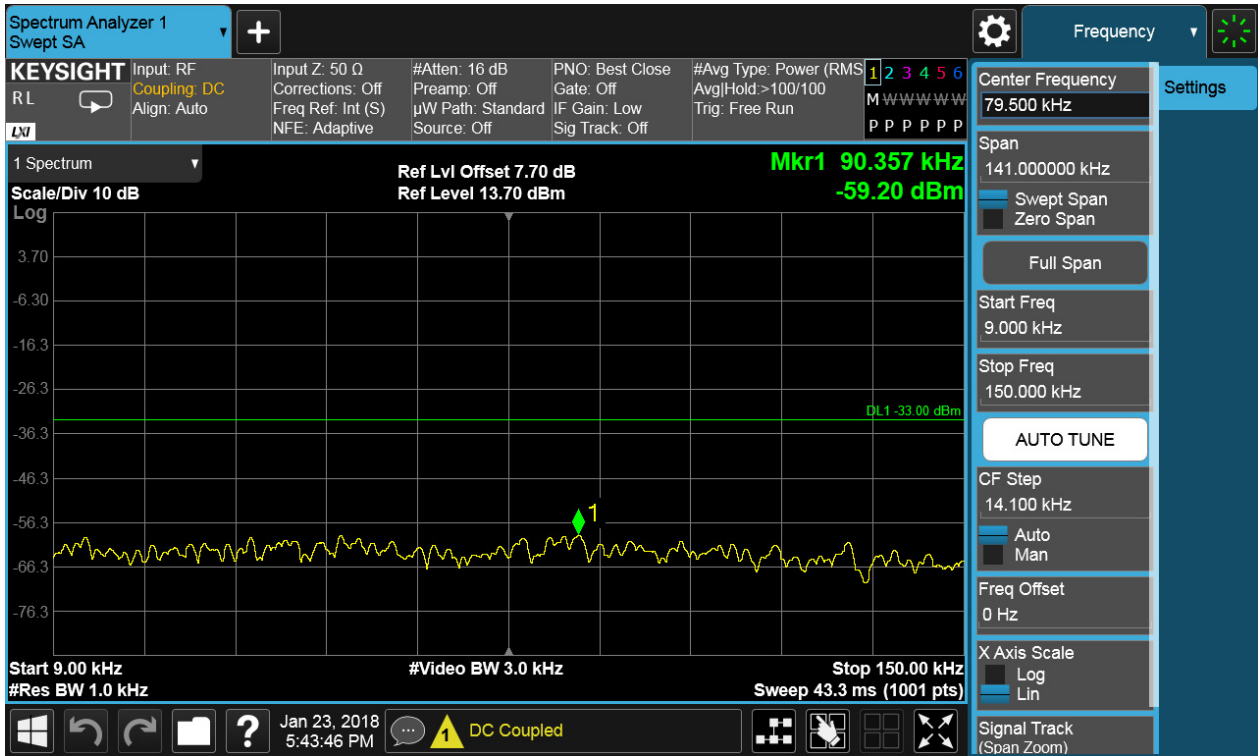 Spectrum Analyzer 1
Swept SA
+
Frequency
KEYSIGHT
RL
LXI
Input: RF
Coupling: DC
Align: Auto
Input Z: 50 Ω
Corrections: Off
Freq Ref: Int (S)
NFE: Adaptive
#Atten: 16 dB
Preamp: Off
µW Path: Standard
Source: Off
PNO: Best Close
Gate: Off
IF Gain: Low
Sig Track: Off
#Avg Type: Power (RMS
Avg|Hold:>100/100
Trig: Free Run
1 2 3 4 5 6
M W W W W W
P P P P P P
Center Frequency
79.500 kHz
Settings
Span
141.000000 kHz
Swept Span
Zero Span
Full Span
Start Freq
9.000 kHz
Stop Freq
150.000 kHz
AUTO TUNE
CF Step
14.100 kHz
Auto
Man
Freq Offset
0 Hz
X Axis Scale
Log
Lin
Signal Track
(Span Zoom)
1 Spectrum
Scale/Div 10 dB
Log
Ref Lvl Offset 7.70 dB
Ref Level 13.70 dBm
Mkr1 90.357 kHz
-59.20 dBm
3.70
-6.30
-16.3
-26.3
DL1 -33.00 dBm
-36.3
-46.3
1
-56.3
-66.3
-76.3
Start 9.00 kHz
#Video BW 3.0 kHz
Stop 150.00 kHz
#Res BW 1.0 kHz
Sweep 43.3 ms (1001 pts)
?
Jan 23, 2018
5:43:46 PM
1
DC Coupled